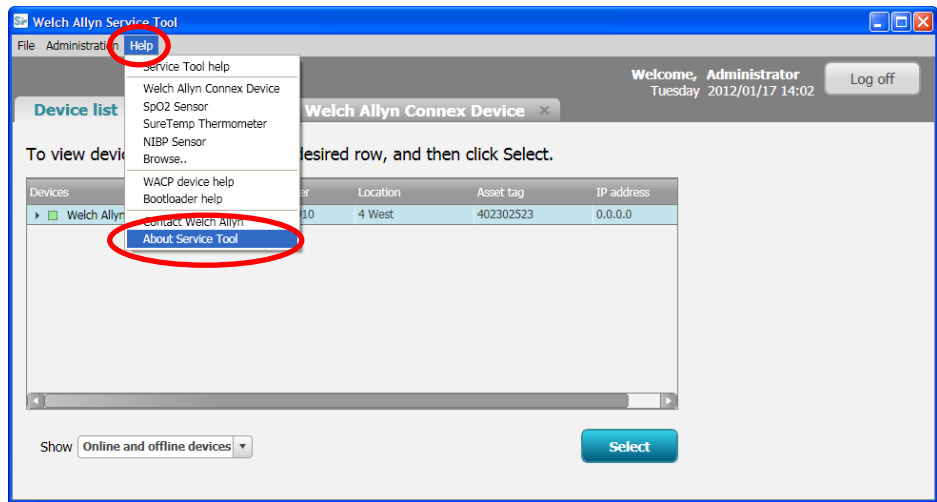 Welch Allyn Service Tool
File Administration Help
Service Tool help
Welch Allyn Connex Device
SpO2 Sensor
SureTemp Thermometer
NIBP Sensor
Browse..
WACP device help
Bootloader help
Contact Welch Allyn
About Service Tool
Welcome, Administrator
Tuesday 2012/01/17 14:02
Log off
Device list
Welch Allyn Connex Device ×
To view devi
desired row, and then click Select.
Devices er Location Asset tag IP address
Welch Allyn 10 4 West 402302523 0.0.0.0
Show Online and offline devices
Select